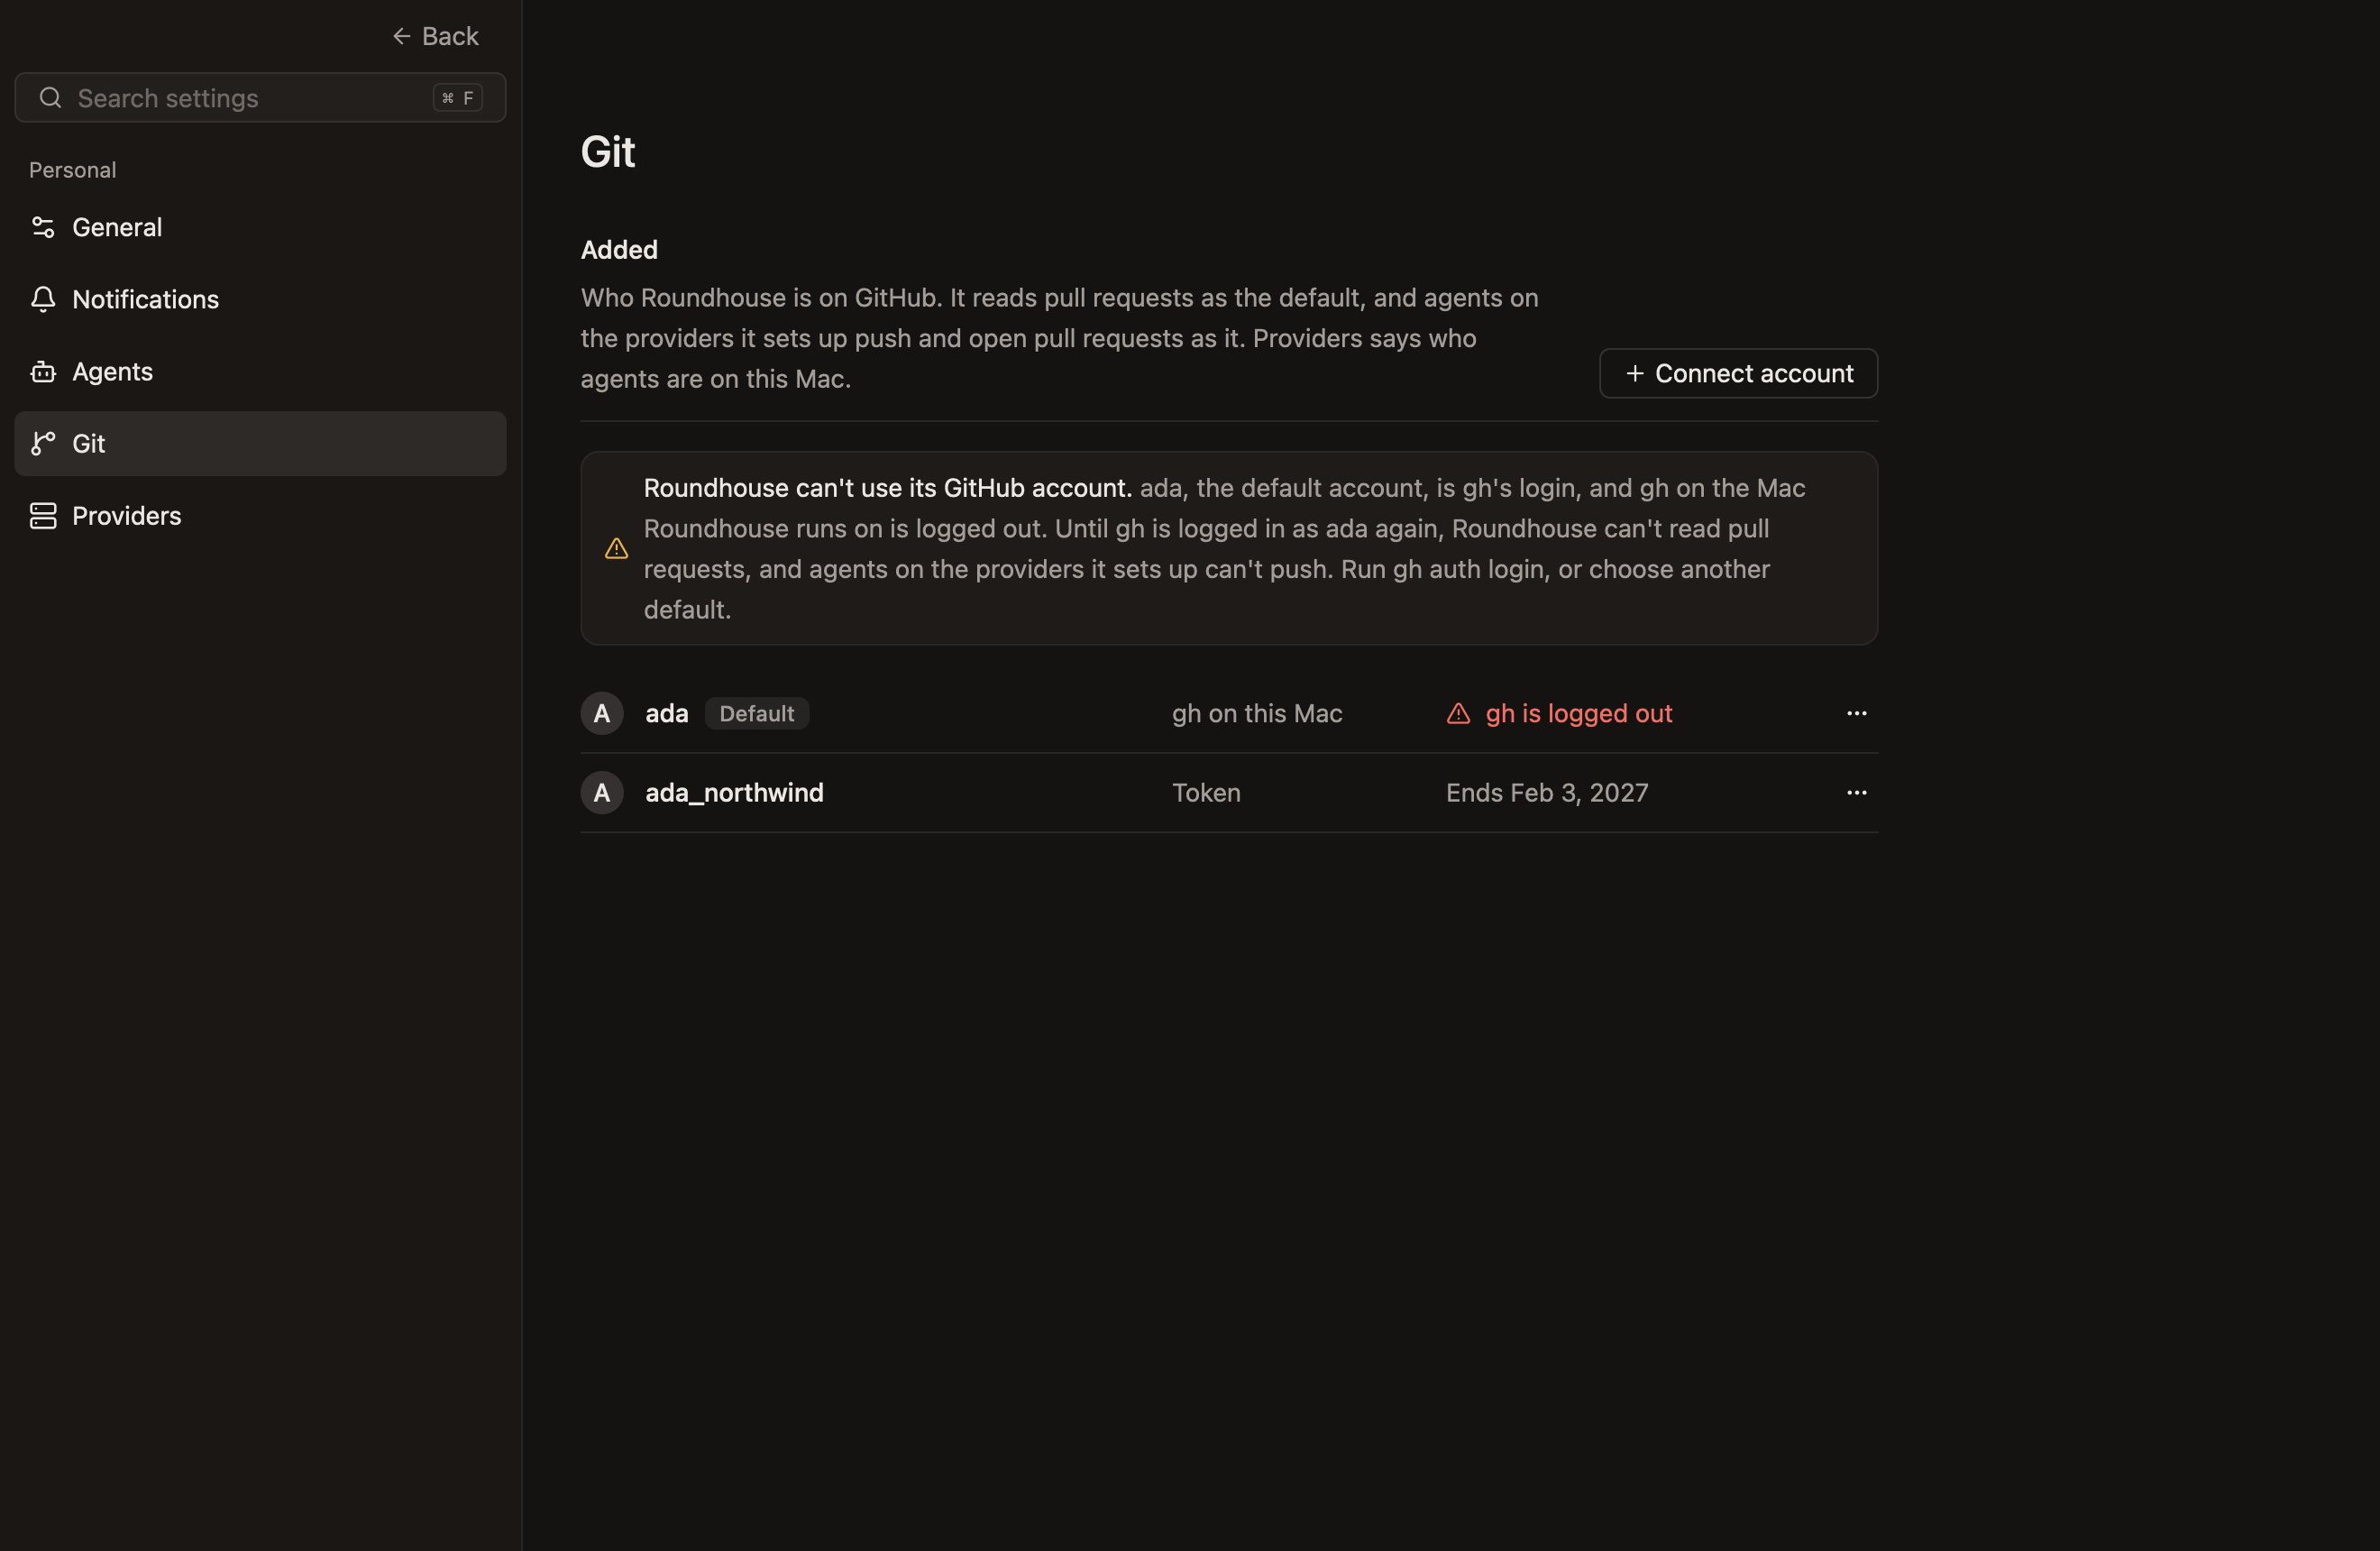 Back
Search settings
⌘ F
Personal
General
Notifications
Agents
Git
Providers
Git
Added
Who Roundhouse is on GitHub. It reads pull requests as the default, and agents on
the providers it sets up push and open pull requests as it. Providers says who
agents are on this Mac.
Connect account
Roundhouse can't use its GitHub account. ada, the default account, is gh's login, and gh on the Mac
Roundhouse runs on is logged out. Until gh is logged in as ada again, Roundhouse can't read pull
requests, and agents on the providers it sets up can't push. Run gh auth login, or choose another
default.
A ada Default gh on this Mac gh is logged out
A ada_northwind Token Ends Feb 3, 2027